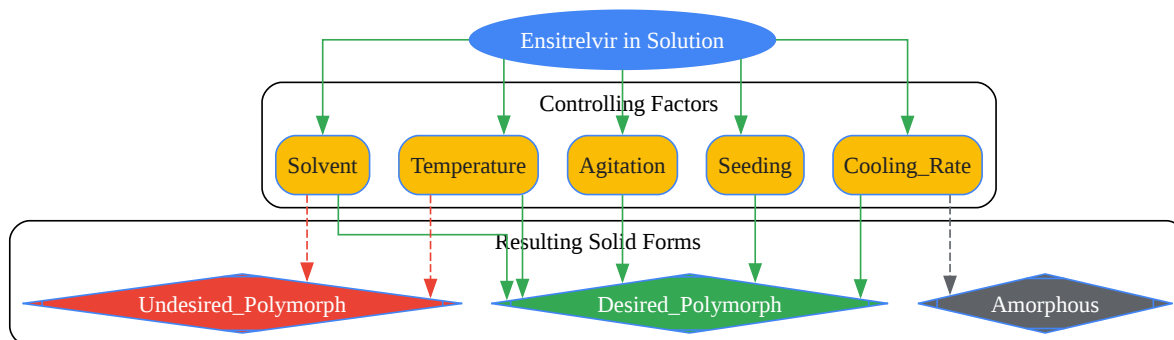 Ensitrelvir in Solution
Controlling Factors
Solvent
Temperature
Agitation
Seeding
Cooling_Rate
Resulting Solid Forms
Undesired_Polymorph
Desired_Polymorph
Amorphous